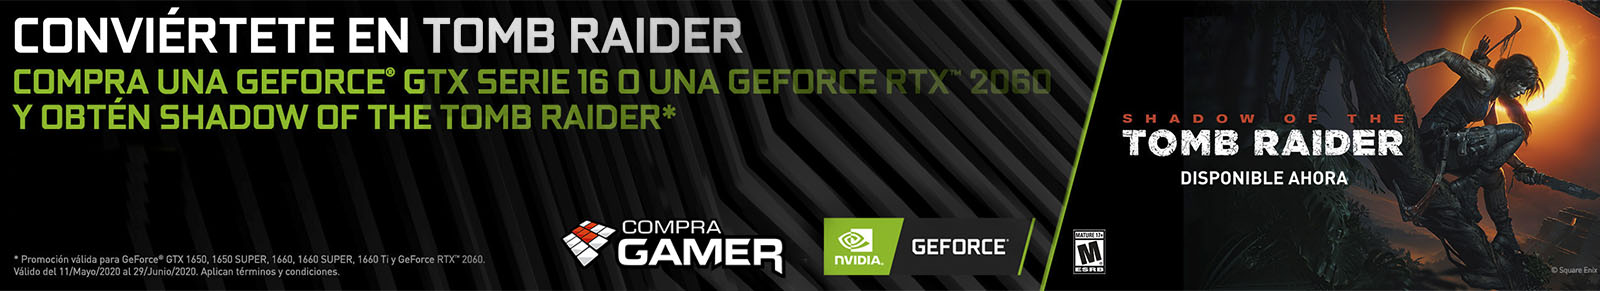 CONVIÉRTETE EN TOMB RAIDER
COMPRA UNA GEFORCE® GTX SERIE 16 O UNA GEFORCE RTX™ 2060
Y OBTÉN SHADOW OF THE TOMB RAIDER*
SHADOW OF THE
TOMB RAIDER
DISPONIBLE AHORA
COMPRA
GAMER
NVIDIA.
GEFORCE®
MATURE 17+
M
ESRB
* Promoción válida para GeForce® GTX 1650, 1650 SUPER, 1660, 1660 SUPER, 1660 Ti y GeForce RTX™ 2060.
Válido del 11/Mayo/2020 al 29/Junio/2020. Aplican términos y condiciones.
© Square Enix